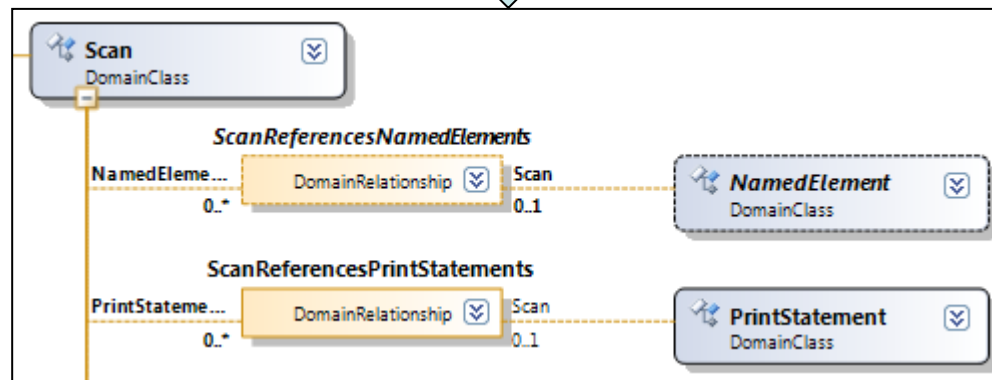 Scan
DomainClass
ScanReferencesNamedElements
NamedEleme...
DomainRelationship
Scan
0..*
0..1
NamedElement
DomainClass
ScanReferencesPrintStatements
PrintStateme...
DomainRelationship
Scan
0..*
0..1
PrintStatement
DomainClass